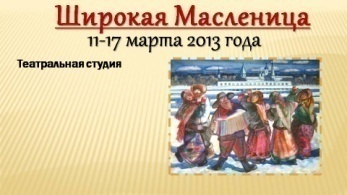 Широкая Масленица
11-17 марта 2013 года
Театральная студия